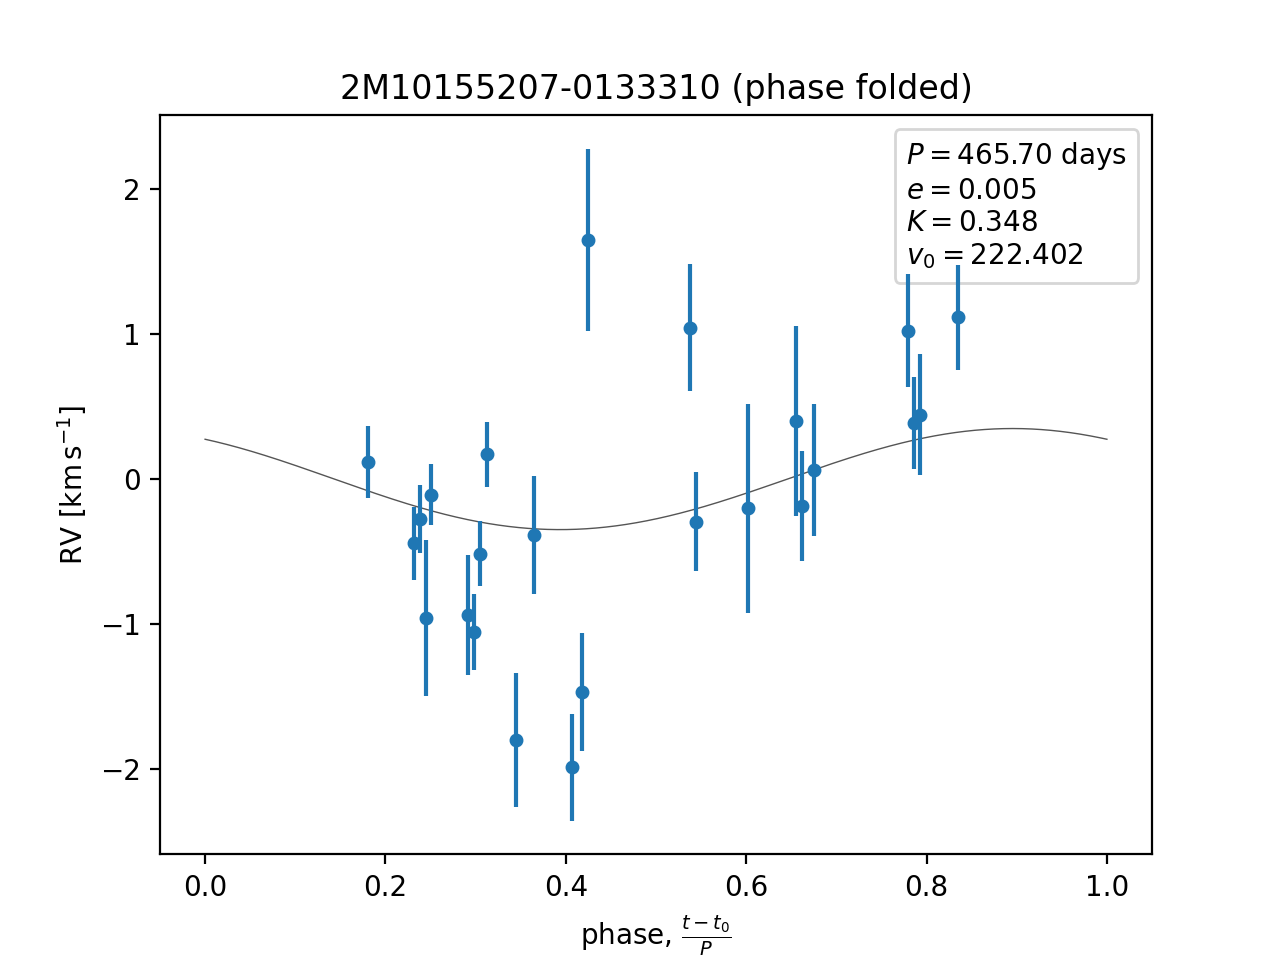 2M10155207-0133310 (phase folded)
P = 465.70 days
e = 0.005
K = 0.348
v₀ = 222.402
2
1
0
−1
−2
RV [km s⁻¹]
0.0 0.2 0.4 0.6 0.8 1.0
phase, (t − t₀)/P